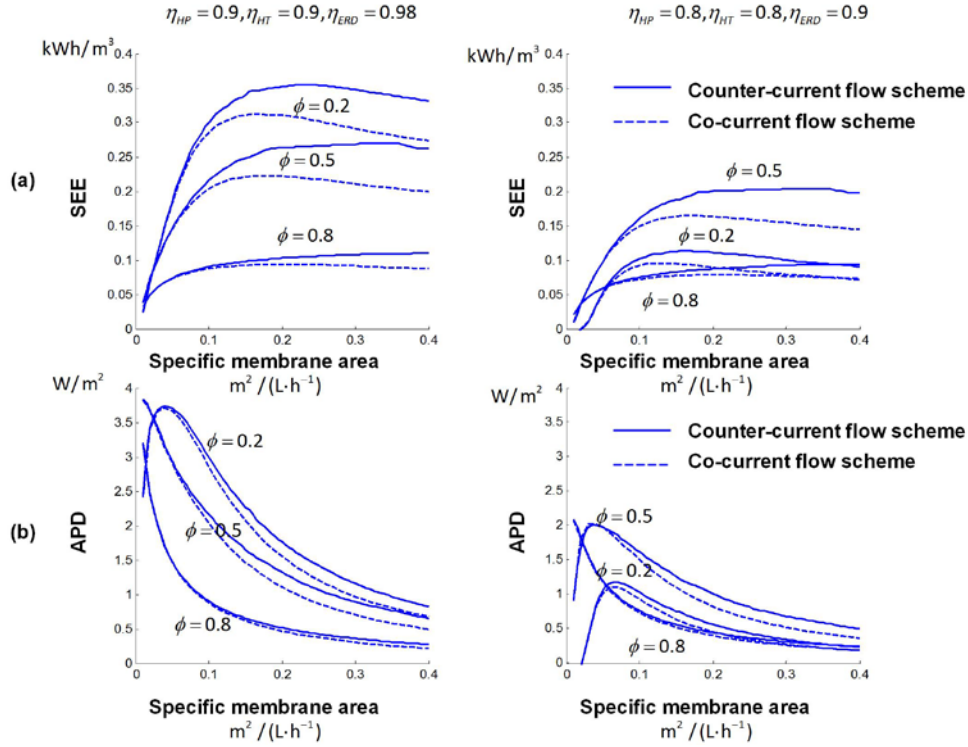 η_HP = 0.9, η_HT = 0.9, η_ERD = 0.98
η_HP = 0.8, η_HT = 0.8, η_ERD = 0.9
(a)
kWh/m³
SEE
0.4
0.35
0.3
0.25
0.2
0.15
0.1
0.05
0
ϕ = 0.2
ϕ = 0.5
ϕ = 0.8
0.1 0.2 0.3 0.4
Specific membrane area
m² / (L·h⁻¹)
kWh/m³
SEE
0.4
0.35
0.3
0.25
0.2
0.15
0.1
0.05
0
Counter-current flow scheme
Co-current flow scheme
ϕ = 0.5
ϕ = 0.2
ϕ = 0.8
0 0.1 0.2 0.3 0.4
Specific membrane area
m² / (L·h⁻¹)
(b)
W/m²
APD
4
3.5
3
2.5
2
1.5
1
0.5
0
ϕ = 0.2
ϕ = 0.5
ϕ = 0.8
0 0.1 0.2 0.3 0.4
Specific membrane area
m² / (L·h⁻¹)
W/m²
APD
4
3.5
3
2.5
2
1.5
1
0.5
0
Counter-current flow scheme
Co-current flow scheme
ϕ = 0.5
ϕ = 0.2
ϕ = 0.8
0 0.1 0.2 0.3 0.4
Specific membrane area
m² / (L·h⁻¹)